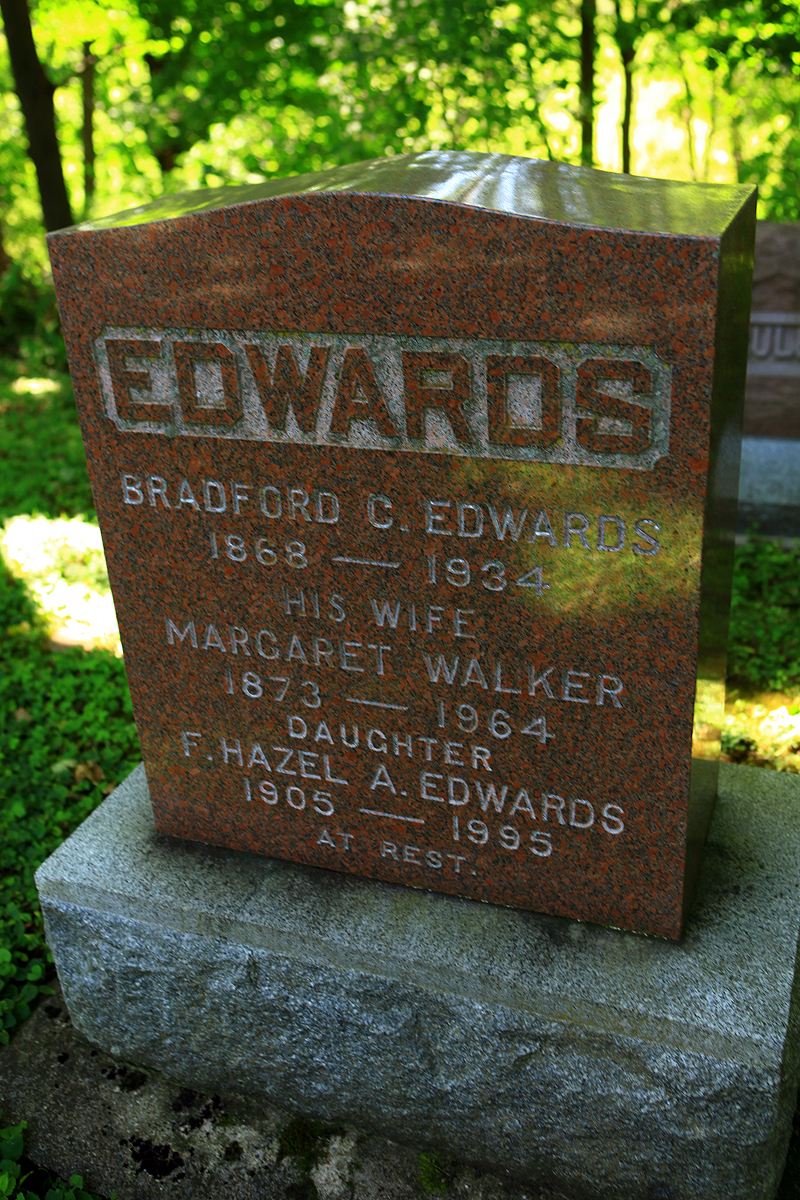 EDWARDS
BRADFORD C. EDWARDS
1868 — 1934
HIS WIFE
MARGARET WALKER
1873 — 1964
DAUGHTER
F. HAZEL A. EDWARDS
1905 — 1995
AT REST.